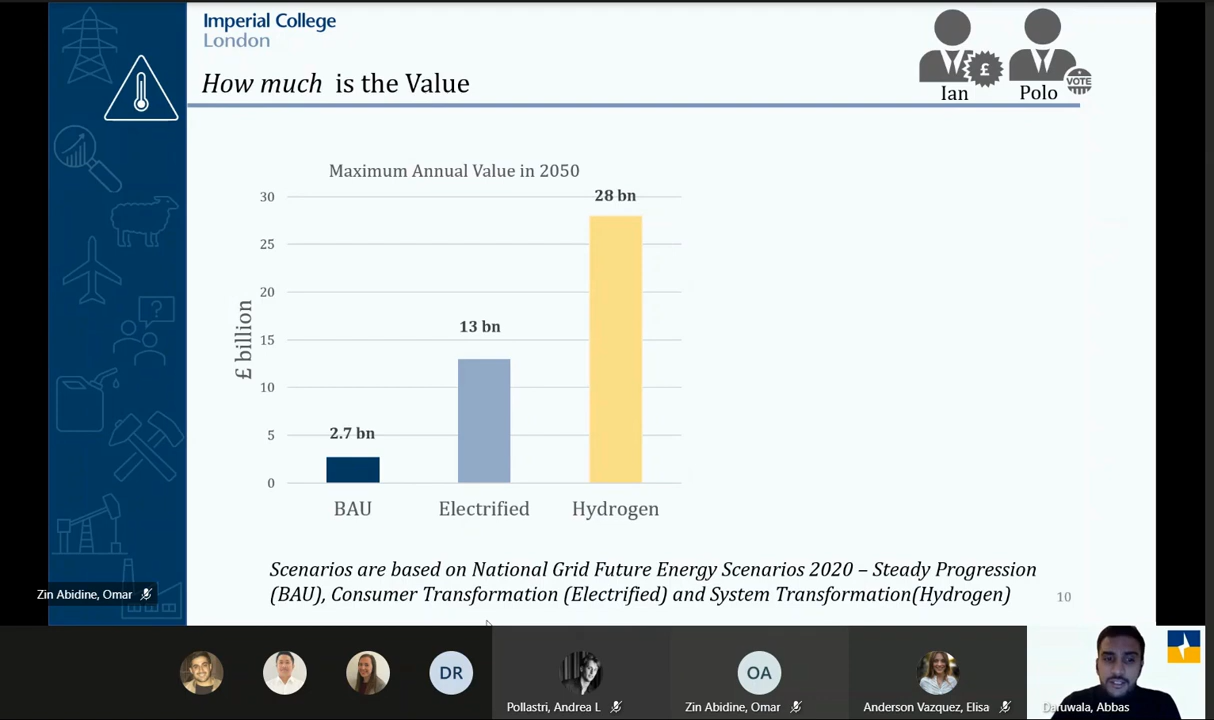 Imperial College
London
How much is the Value
£
VOTE
Ian
Polo
Maximum Annual Value in 2050
30
28 bn
25
20
13 bn
15
£ billion
10
2.7 bn
5
0
BAU
Electrified
Hydrogen
?
Scenarios are based on National Grid Future Energy Scenarios 2020 – Steady Progression
(BAU), Consumer Transformation (Electrified) and System Transformation(Hydrogen)
10
Zin Abidine, Omar
DR
OA
Pollastri, Andrea L
Zin Abidine, Omar
Anderson Vazquez, Elisa
Daruwala, Abbas